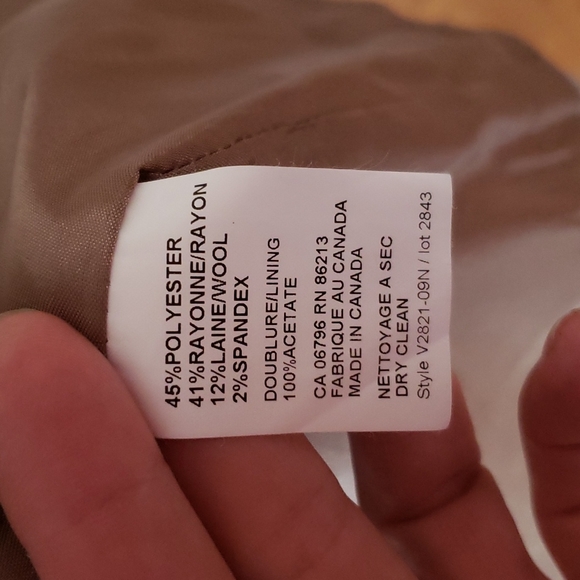 45%POLYESTER
41%RAYONNE/RAYON
12%LAINE/WOOL
2%SPANDEX
DOUBLURE/LINING
100%ACETATE
CA 06796 RN 86213
FABRIQUE AU CANADA
MADE IN CANADA
NETTOYAGE A SEC
DRY CLEAN
Style V2821-09N / lot 2843